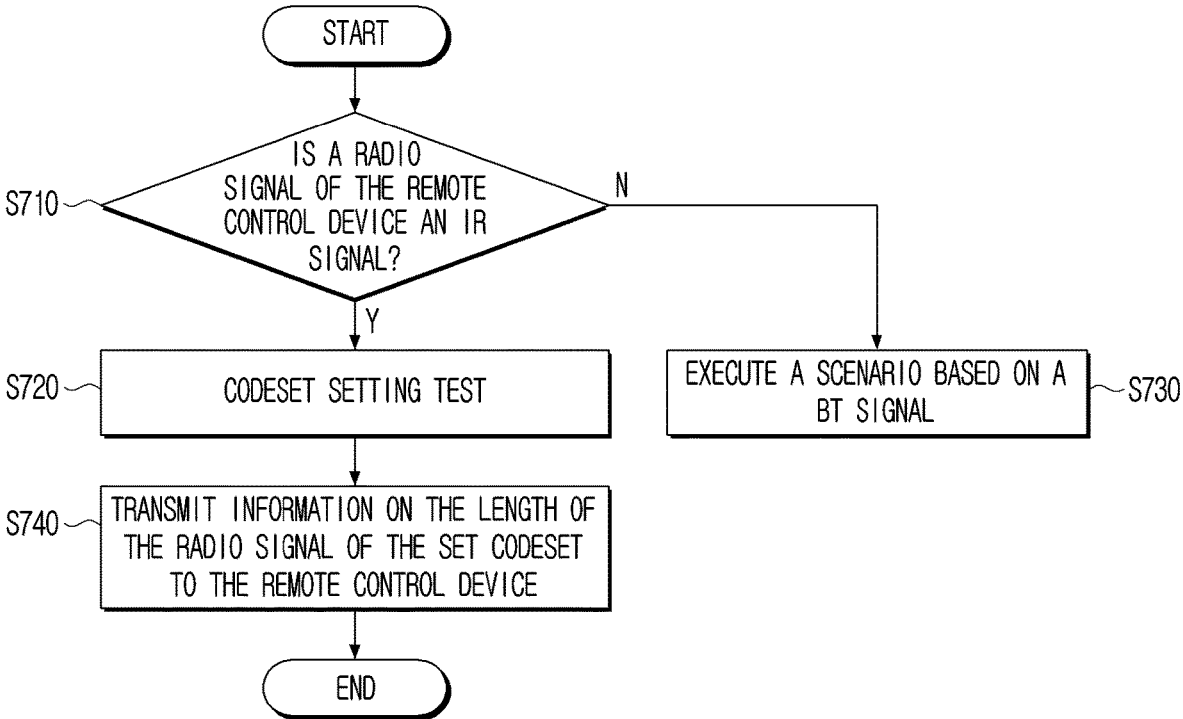 START
IS A RADIO
SIGNAL OF THE REMOTE
CONTROL DEVICE AN IR
SIGNAL?
S710
N
Y
CODESET SETTING TEST
S720
EXECUTE A SCENARIO BASED ON A
BT SIGNAL
S730
TRANSMIT INFORMATION ON THE LENGTH OF
THE RADIO SIGNAL OF THE SET CODESET
TO THE REMOTE CONTROL DEVICE
S740
END